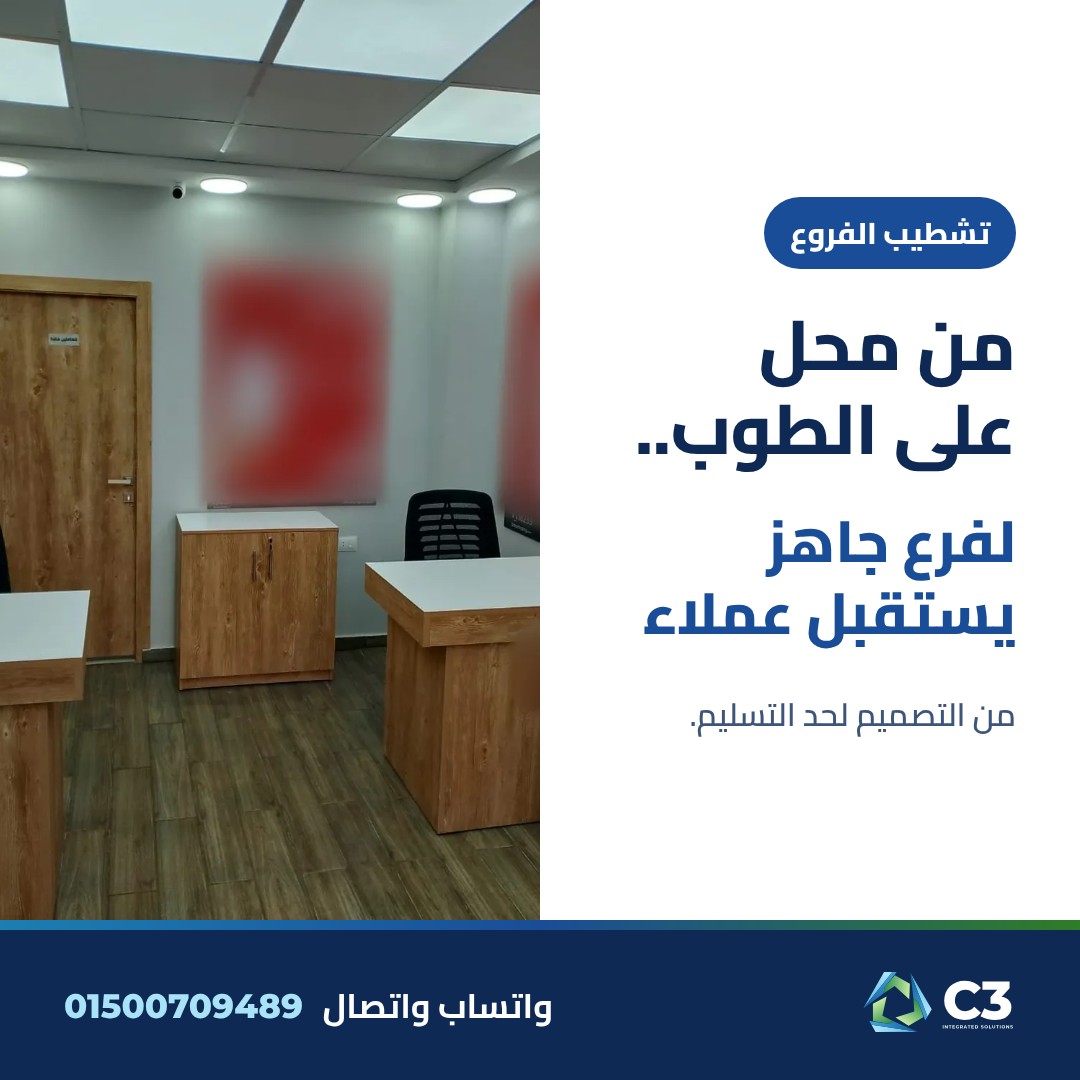 تشطيب الفروع
من محل
على الطوب..
لفرع جاهز
يستقبل عملاء
من التصميم لحد التسليم.
واتساب واتصال 01500709489
C3
INTEGRATED SOLUTIONS